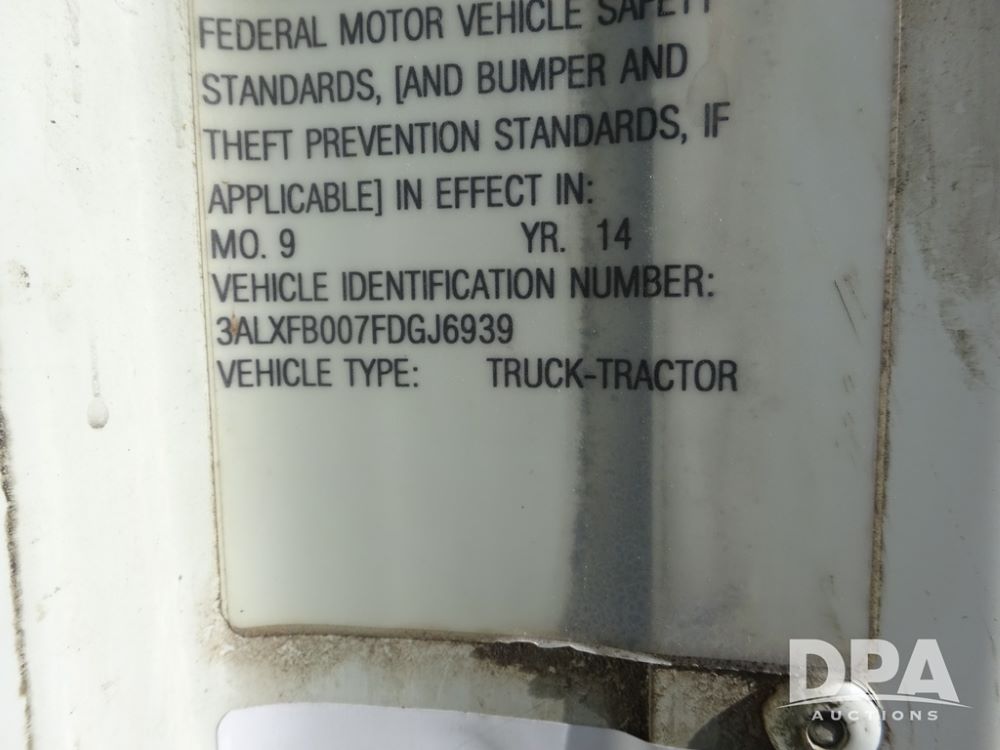 FEDERAL MOTOR VEHICLE SAFETY
STANDARDS, [AND BUMPER AND
THEFT PREVENTION STANDARDS, IF
APPLICABLE] IN EFFECT IN:
MO. 9 YR. 14
VEHICLE IDENTIFICATION NUMBER:
3ALXFB007FDGJ6939
VEHICLE TYPE: TRUCK-TRACTOR
DPA
AUCTIONS